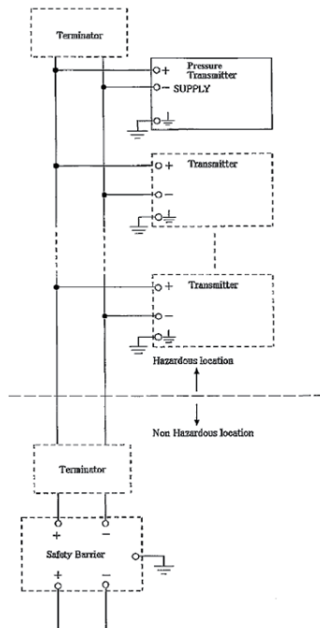 Terminator
+ Pressure
Transmitter
− SUPPLY
+ Transmitter
−
+ Transmitter
−
Hazardous location
Non Hazardous location
Terminator
+ −
Safety Barrier
+ −